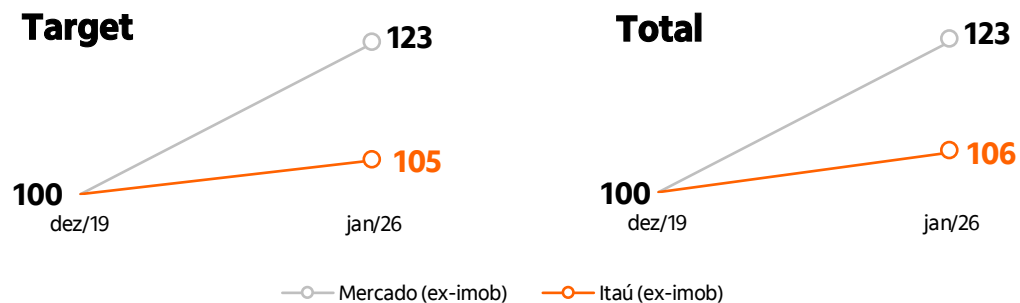 Target
123
105
100
dez/19
jan/26
Total
123
106
100
dez/19
jan/26
Mercado (ex-imob)
Itaú (ex-imob)